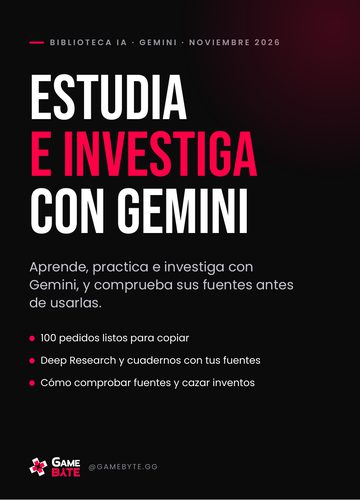 BIBLIOTECA IA · GEMINI · NOVIEMBRE 2026
ESTUDIA
E INVESTIGA
CON GEMINI
Aprende, practica e investiga con
Gemini, y comprueba sus fuentes antes
de usarlas.
100 pedidos listos para copiar
Deep Research y cuadernos con tus fuentes
Cómo comprobar fuentes y cazar inventos
GAME
BYTE
@GAMEBYTE.GG